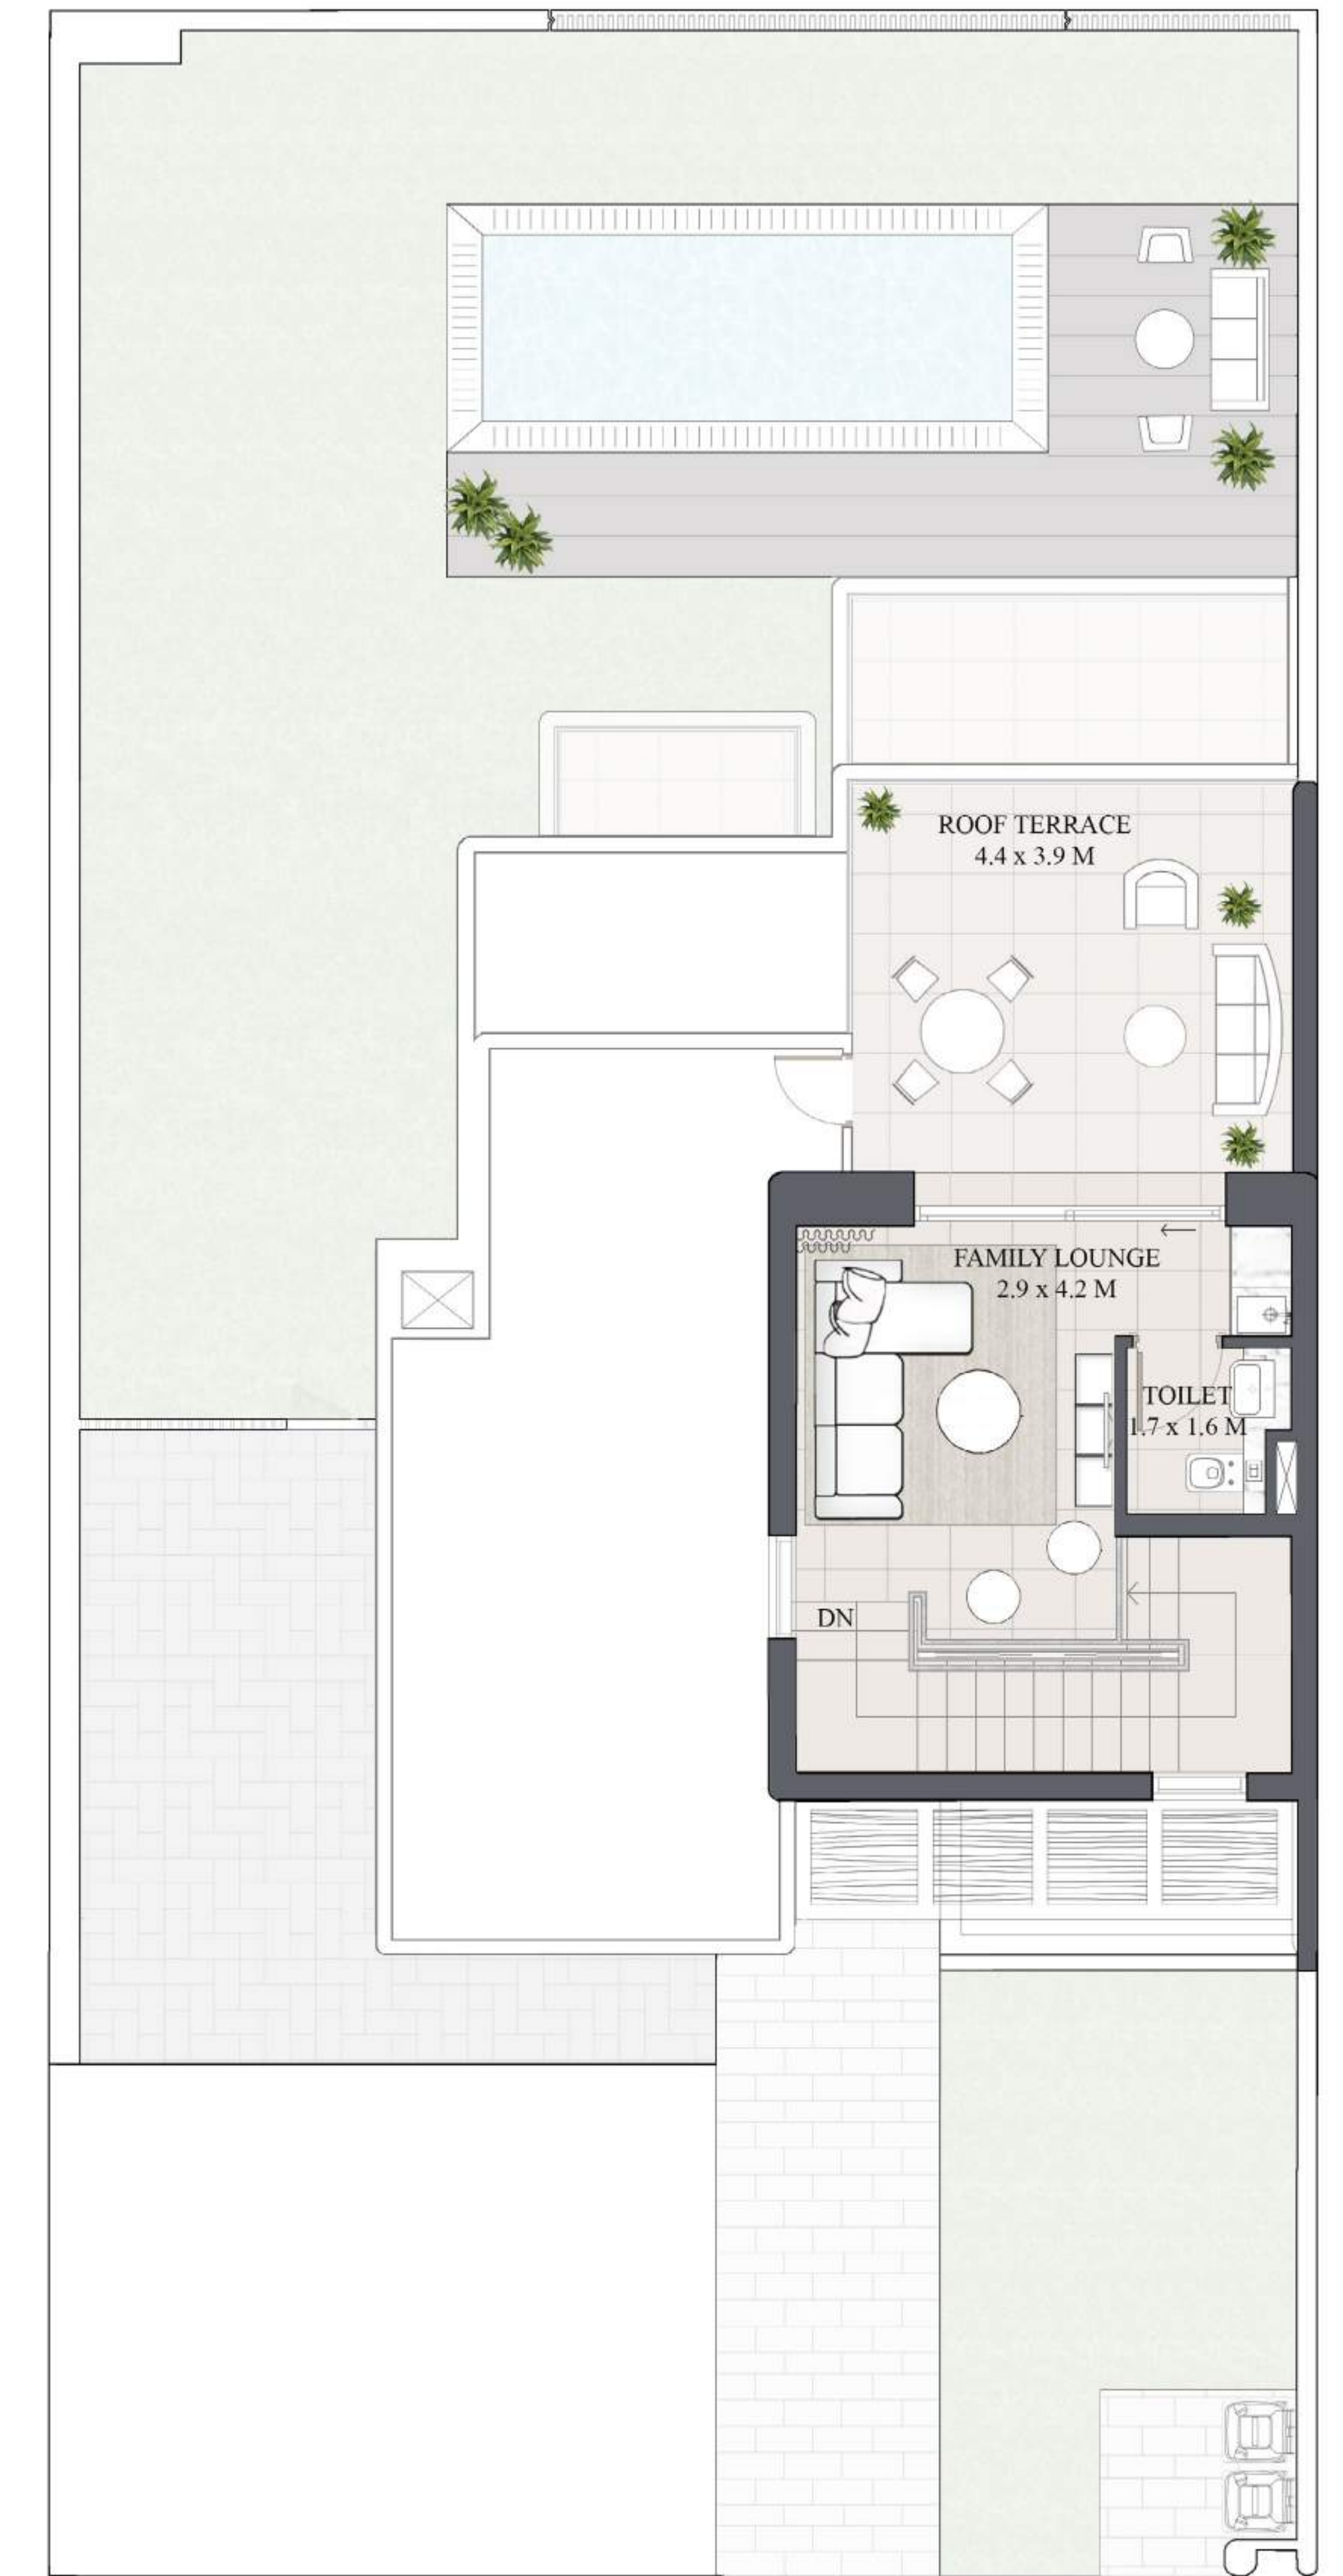 ROOF TERRACE
4.4 x 3.9 M
FAMILY LOUNGE
2.9 x 4.2 M
TOILET
1.7 x 1.6 M
DN